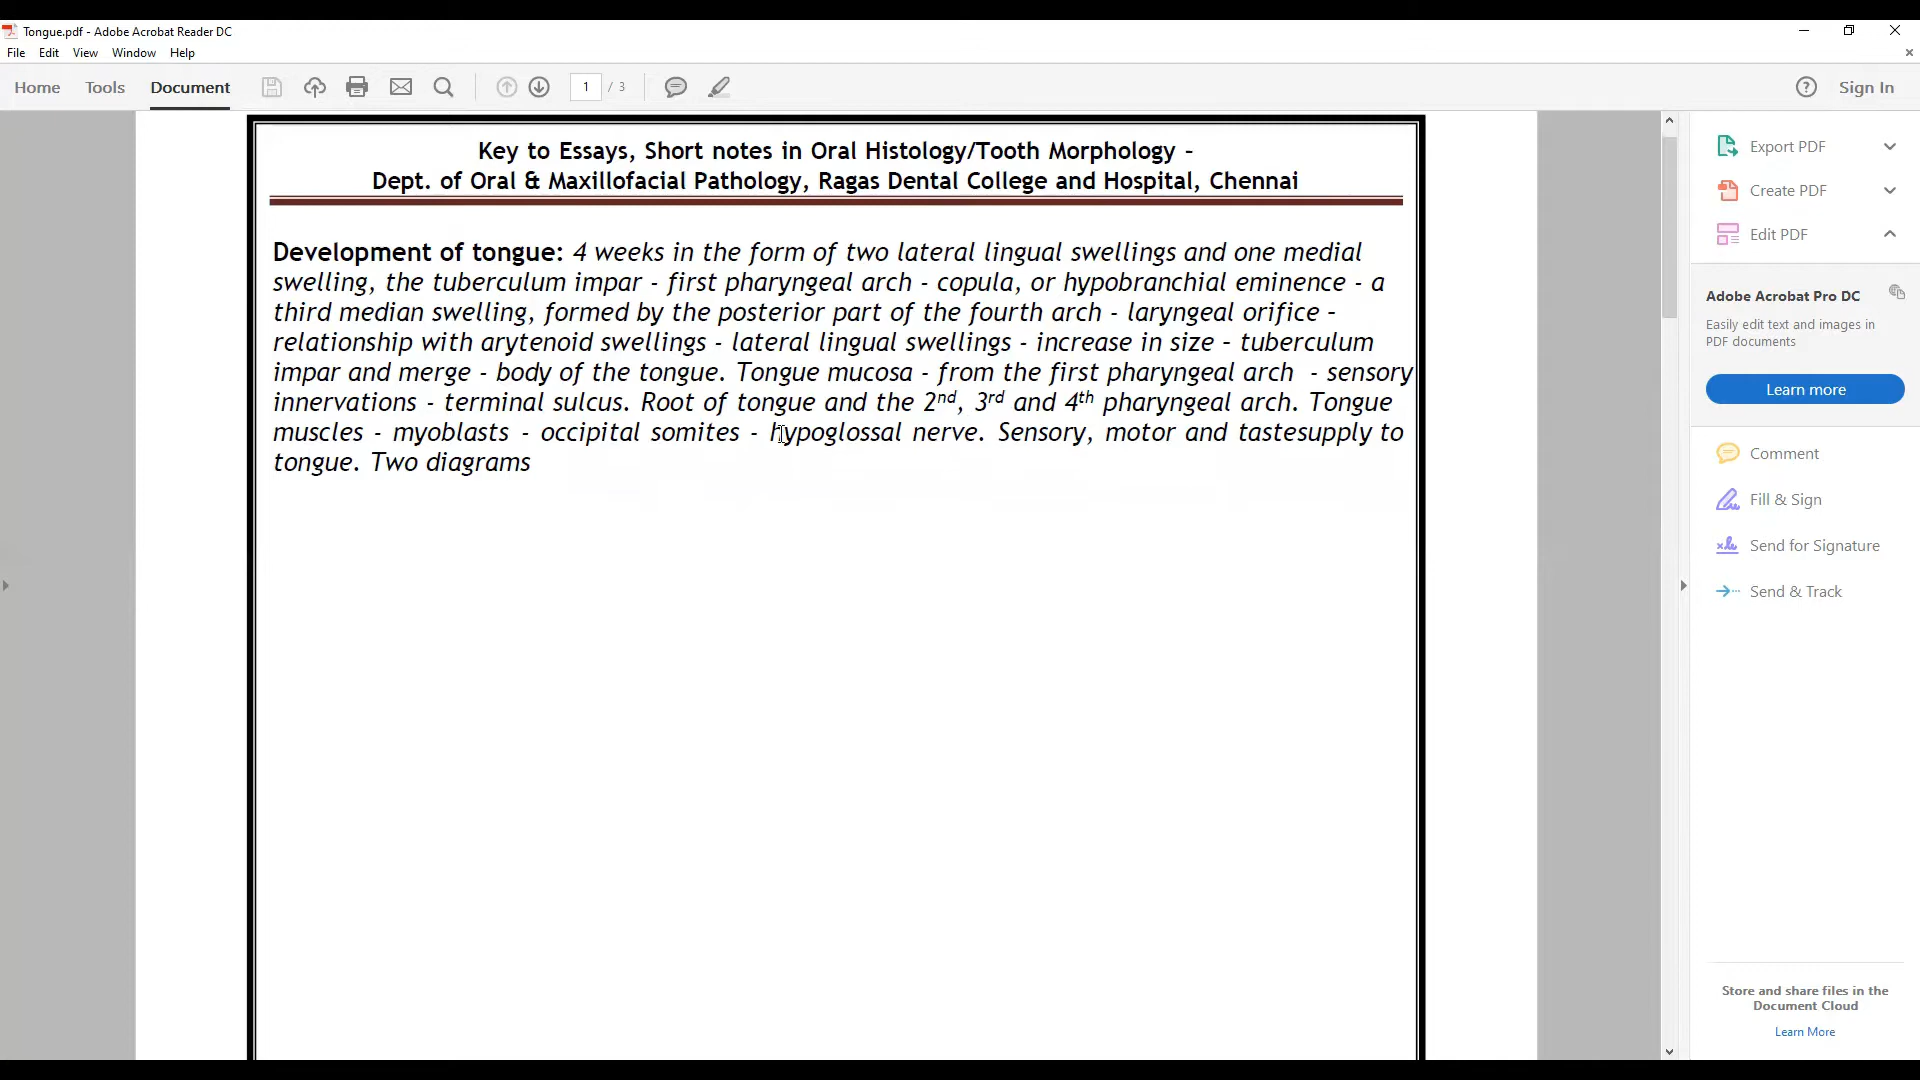 Tongue.pdf - Adobe Acrobat Reader DC
File Edit View Window Help
Home Tools Document 1 / 3 Sign In
Key to Essays, Short notes in Oral Histology/Tooth Morphology –
Dept. of Oral & Maxillofacial Pathology, Ragas Dental College and Hospital, Chennai
Development of tongue: 4 weeks in the form of two lateral lingual swellings and one medial
swelling, the tuberculum impar - first pharyngeal arch - copula, or hypobranchial eminence - a
third median swelling, formed by the posterior part of the fourth arch - laryngeal orifice –
relationship with arytenoid swellings - lateral lingual swellings - increase in size – tuberculum
impar and merge - body of the tongue. Tongue mucosa - from the first pharyngeal arch - sensory
innervations - terminal sulcus. Root of tongue and the 2nd, 3rd and 4th pharyngeal arch. Tongue
muscles - myoblasts - occipital somites - hypoglossal nerve. Sensory, motor and tastesupply to
tongue. Two diagrams
Export PDF
Create PDF
Edit PDF
Adobe Acrobat Pro DC
Easily edit text and images in
PDF documents
Learn more
Comment
Fill & Sign
Send for Signature
Send & Track
Store and share files in the
Document Cloud
Learn More